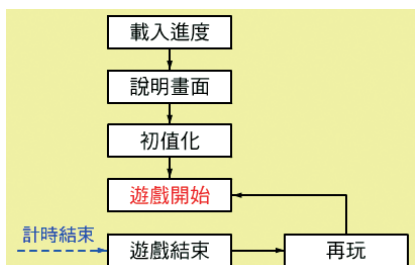 載入進度
說明畫面
初值化
遊戲開始
計時結束
遊戲結束
再玩